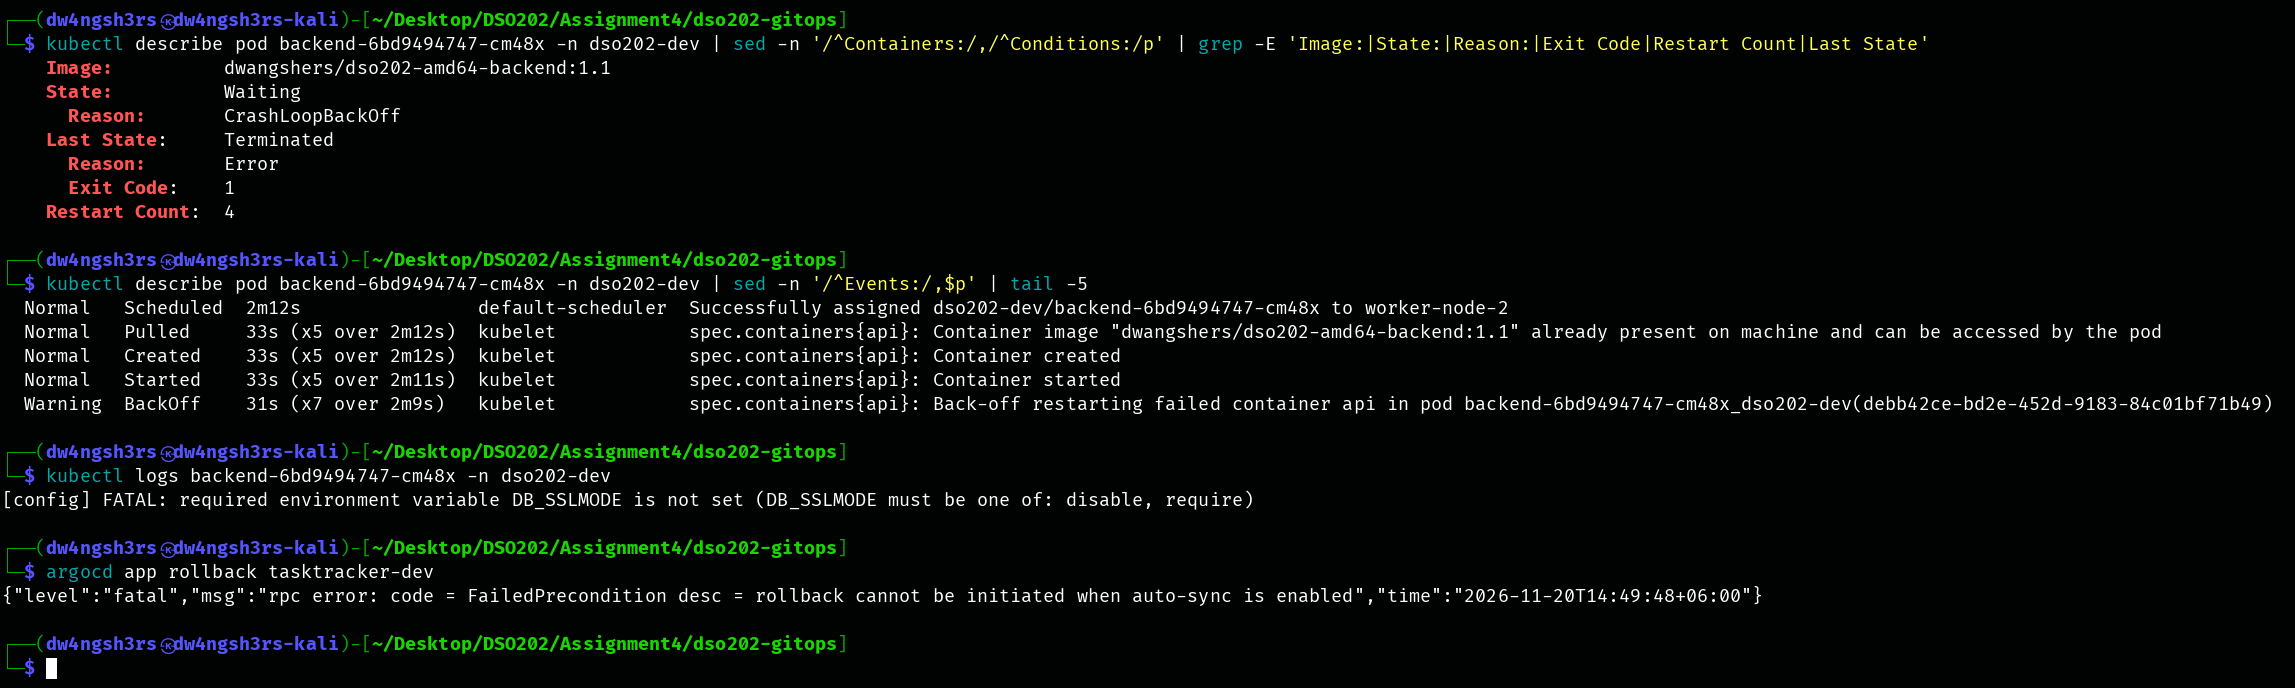 ┌──(dw4ngsh3rs㉿dw4ngsh3rs-kali)-[~/Desktop/DSO202/Assignment4/dso202-gitops]
└─$ kubectl describe pod backend-6bd9494747-cm48x -n dso202-dev | sed -n '/^Containers:/,/^Conditions:/p' | grep -E 'Image:|State:|Reason:|Exit Code|Restart Count|Last State'
    Image:          dwangshers/dso202-amd64-backend:1.1
    State:          Waiting
      Reason:       CrashLoopBackOff
    Last State:     Terminated
      Reason:       Error
      Exit Code:    1
    Restart Count:  4
┌──(dw4ngsh3rs㉿dw4ngsh3rs-kali)-[~/Desktop/DSO202/Assignment4/dso202-gitops]
└─$ kubectl describe pod backend-6bd9494747-cm48x -n dso202-dev | sed -n '/^Events:/,$p' | tail -5
  Normal   Scheduled  2m12s                default-scheduler  Successfully assigned dso202-dev/backend-6bd9494747-cm48x to worker-node-2
  Normal   Pulled     33s (x5 over 2m12s)  kubelet            spec.containers{api}: Container image "dwangshers/dso202-amd64-backend:1.1" already present on machine and can be accessed by the pod
  Normal   Created    33s (x5 over 2m12s)  kubelet            spec.containers{api}: Container created
  Normal   Started    33s (x5 over 2m11s)  kubelet            spec.containers{api}: Container started
  Warning  BackOff    31s (x7 over 2m9s)   kubelet            spec.containers{api}: Back-off restarting failed container api in pod backend-6bd9494747-cm48x_dso202-dev(debb42ce-bd2e-452d-9183-84c01bf71b49)
┌──(dw4ngsh3rs㉿dw4ngsh3rs-kali)-[~/Desktop/DSO202/Assignment4/dso202-gitops]
└─$ kubectl logs backend-6bd9494747-cm48x -n dso202-dev
[config] FATAL: required environment variable DB_SSLMODE is not set (DB_SSLMODE must be one of: disable, require)
┌──(dw4ngsh3rs㉿dw4ngsh3rs-kali)-[~/Desktop/DSO202/Assignment4/dso202-gitops]
└─$ argocd app rollback tasktracker-dev
{"level":"fatal","msg":"rpc error: code = FailedPrecondition desc = rollback cannot be initiated when auto-sync is enabled","time":"2026-11-20T14:49:48+06:00"}
┌──(dw4ngsh3rs㉿dw4ngsh3rs-kali)-[~/Desktop/DSO202/Assignment4/dso202-gitops]
└─$